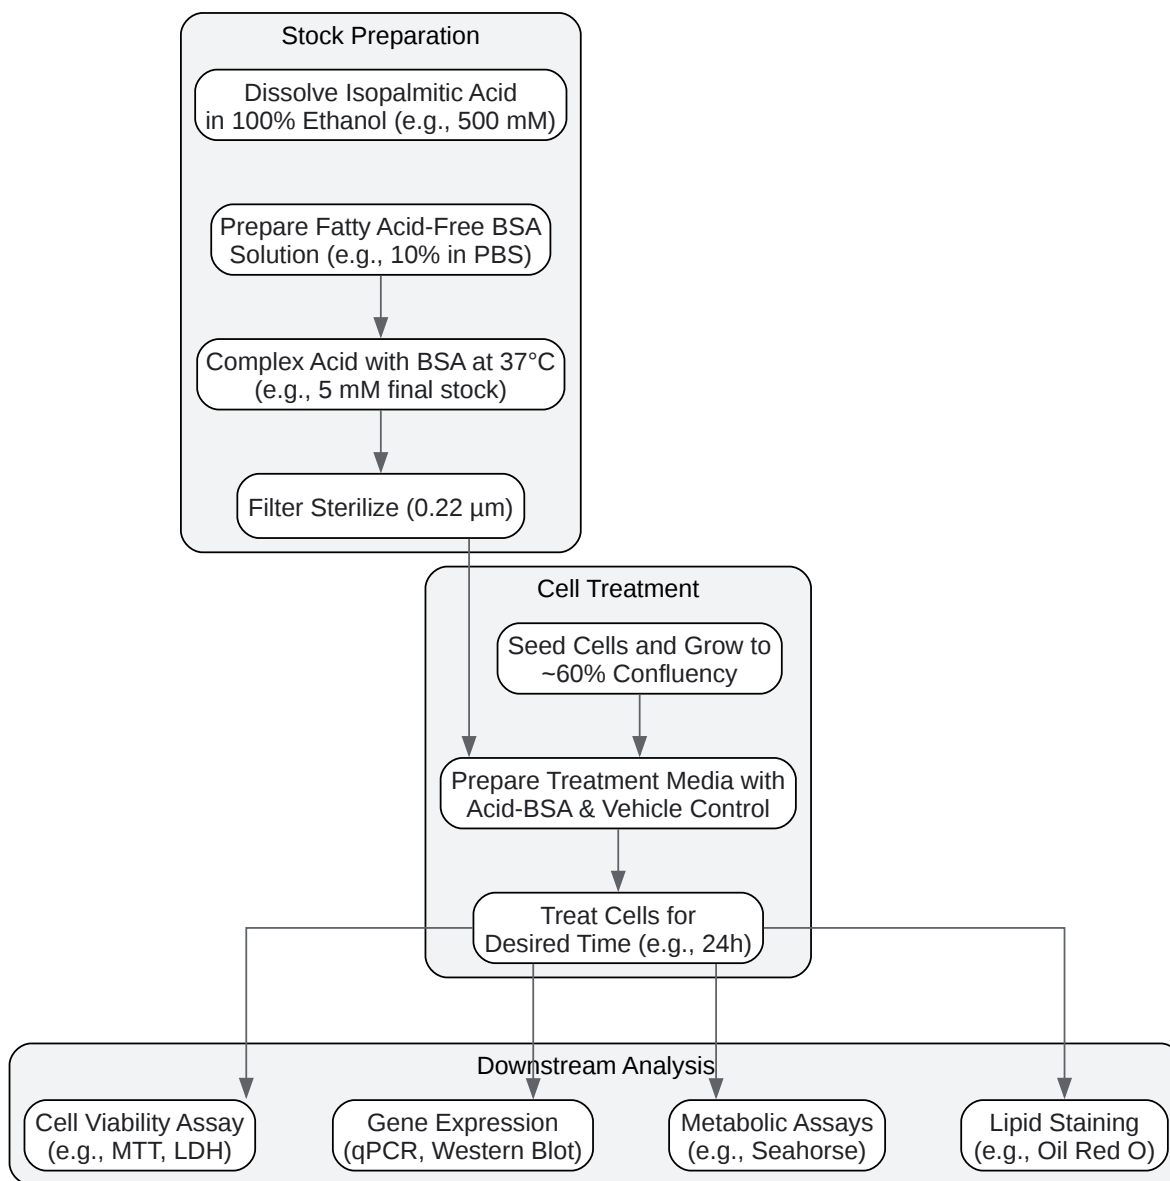 Stock Preparation
Dissolve Isopalmitic Acid
in 100% Ethanol (e.g., 500 mM)
Prepare Fatty Acid-Free BSA
Solution (e.g., 10% in PBS)
Complex Acid with BSA at 37°C
(e.g., 5 mM final stock)
Filter Sterilize (0.22 µm)
Cell Treatment
Seed Cells and Grow to
~60% Confluency
Prepare Treatment Media with
Acid-BSA & Vehicle Control
Treat Cells for
Desired Time (e.g., 24h)
Downstream Analysis
Cell Viability Assay
(e.g., MTT, LDH)
Gene Expression
(qPCR, Western Blot)
Metabolic Assays
(e.g., Seahorse)
Lipid Staining
(e.g., Oil Red O)